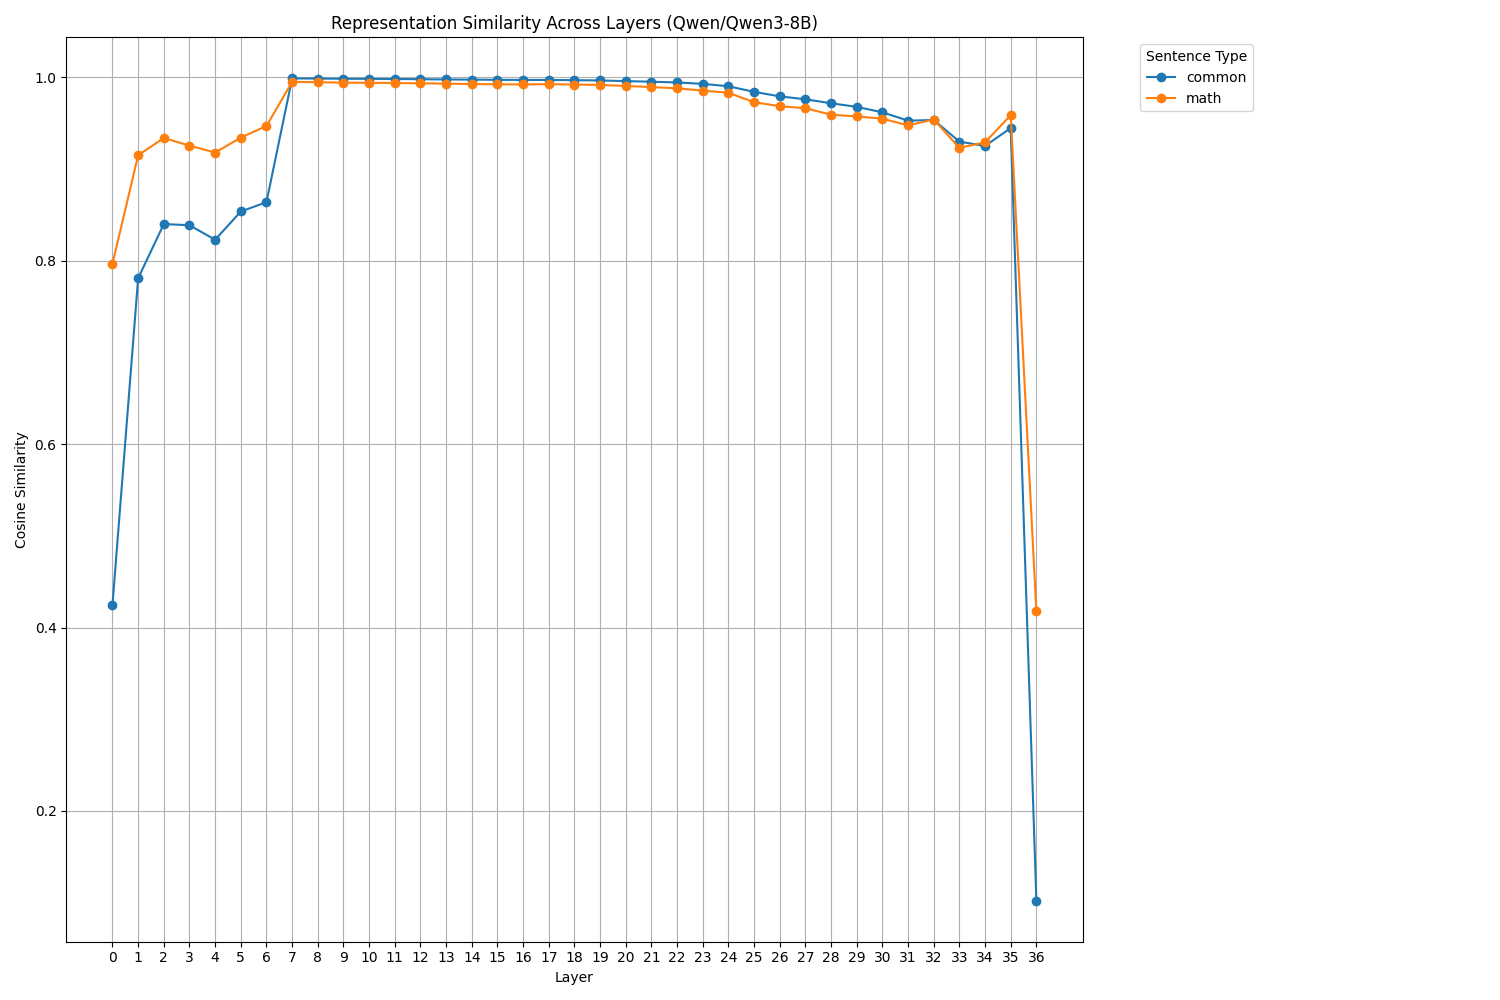 Representation Similarity Across Layers (Qwen/Qwen3-8B)
Sentence Type
common
math
Cosine Similarity
1.0
0.8
0.6
0.4
0.2
0 1 2 3 4 5 6 7 8 9 10 11 12 13 14 15 16 17 18 19 20 21 22 23 24 25 26 27 28 29 30 31 32 33 34 35 36
Layer